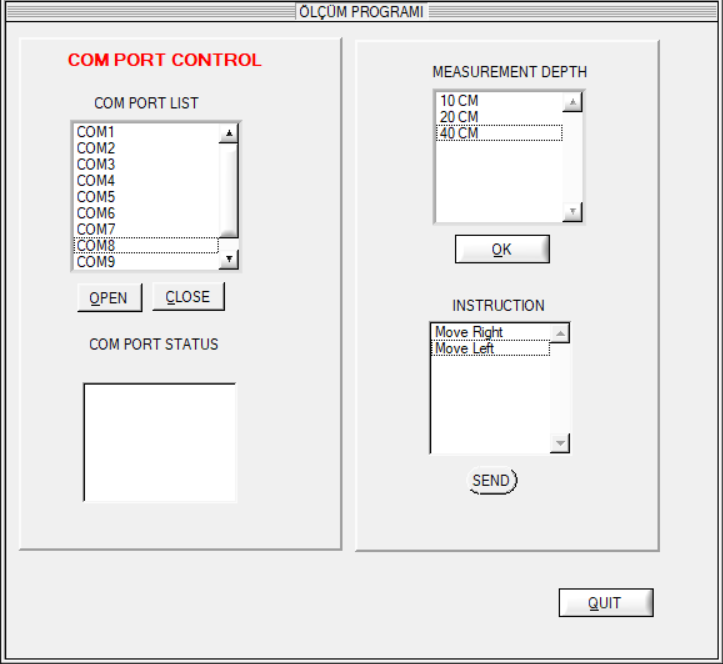 ÖLÇÜM PROGRAMI
COM PORT CONTROL
COM PORT LIST
COM1
COM2
COM3
COM4
COM5
COM6
COM7
COM8
COM9
OPEN
CLOSE
COM PORT STATUS
MEASUREMENT DEPTH
10 CM
20 CM
40 CM
OK
INSTRUCTION
Move Right
Move Left
SEND
QUIT